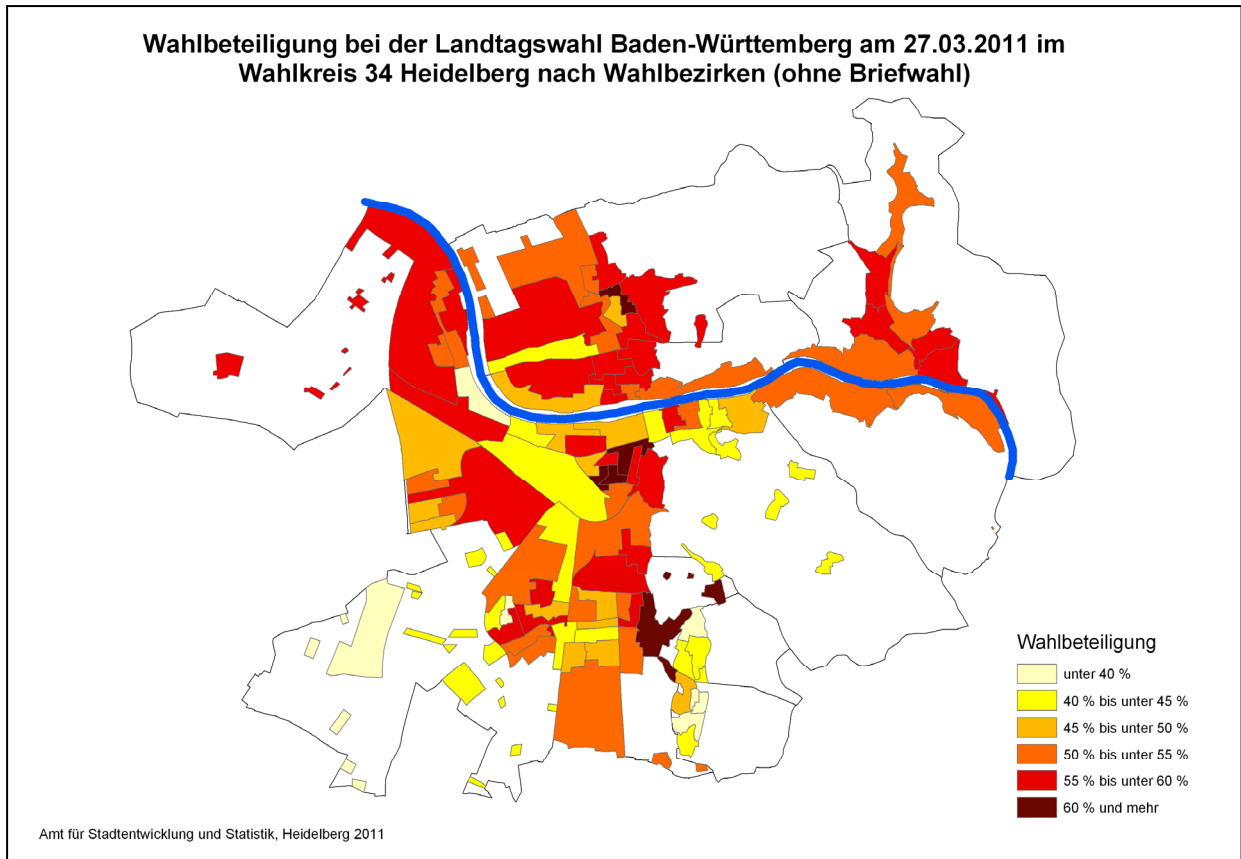 Wahlbeteiligung bei der Landtagswahl Baden-Württemberg am 27.03.2011 im
Wahlkreis 34 Heidelberg nach Wahlbezirken (ohne Briefwahl)
Wahlbeteiligung
unter 40 %
40 % bis unter 45 %
45 % bis unter 50 %
50 % bis unter 55 %
55 % bis unter 60 %
60 % und mehr
Amt für Stadtentwicklung und Statistik, Heidelberg 2011